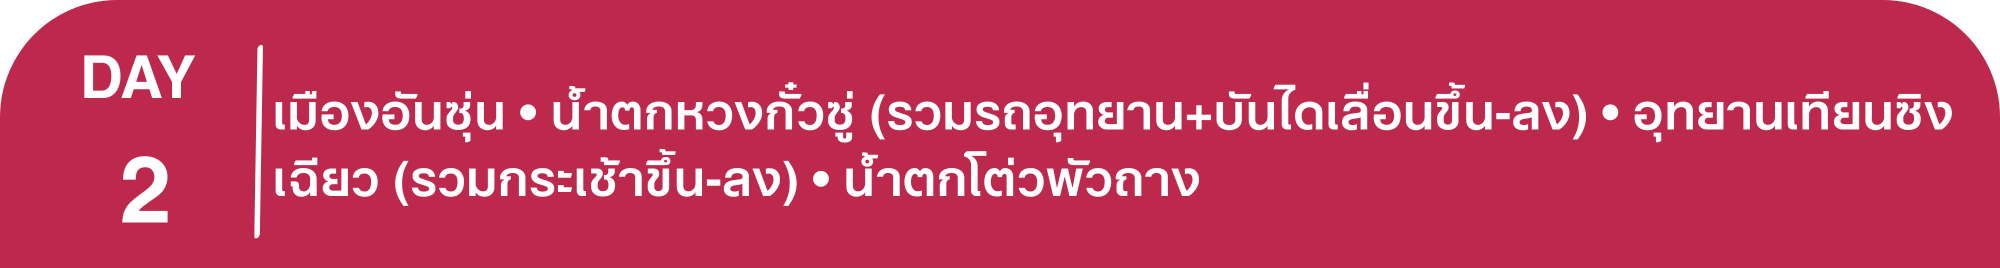 DAY
2
เมืองอันซุ่น • น้ำตกหวงกั๋วซู่ (รวมรถอุทยาน+บันไดเลื่อนขึ้น-ลง) • อุทยานเทียนซิง
เฉียว (รวมกระเช้าขึ้น-ลง) • น้ำตกโต่วพัวถาง